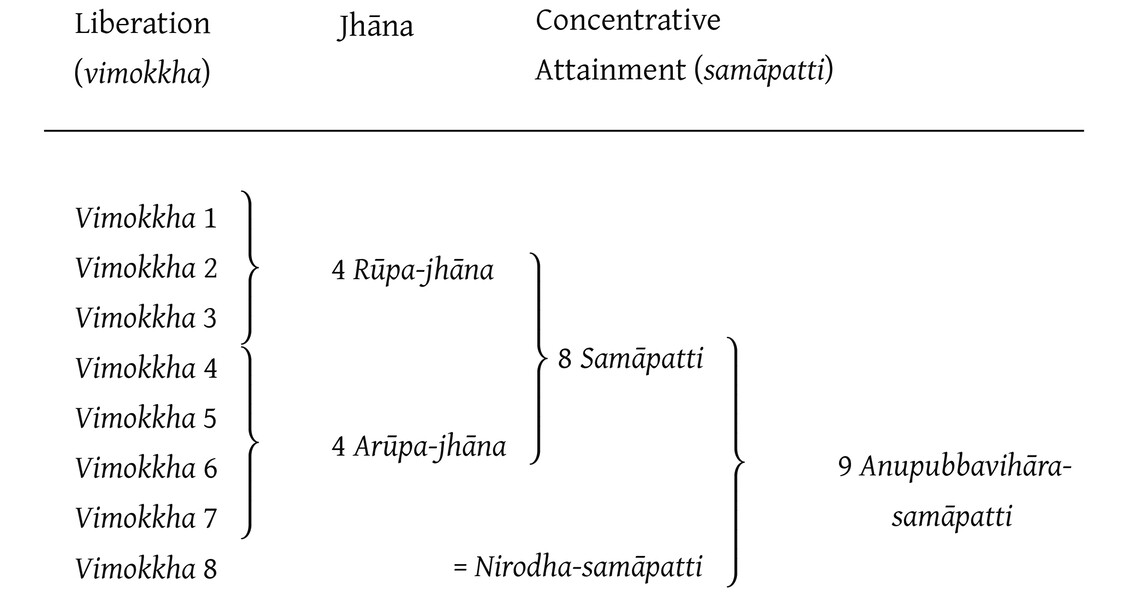 Liberation Jhāna Concentrative
(vimokkha) Attainment (samāpatti)
Vimokkha 1
Vimokkha 2 4 Rūpa-jhāna
Vimokkha 3
Vimokkha 4 8 Samāpatti
Vimokkha 5
Vimokkha 6 4 Arūpa-jhāna 9 Anupubbavihāra-
Vimokkha 7 samāpatti
Vimokkha 8 = Nirodha-samāpatti